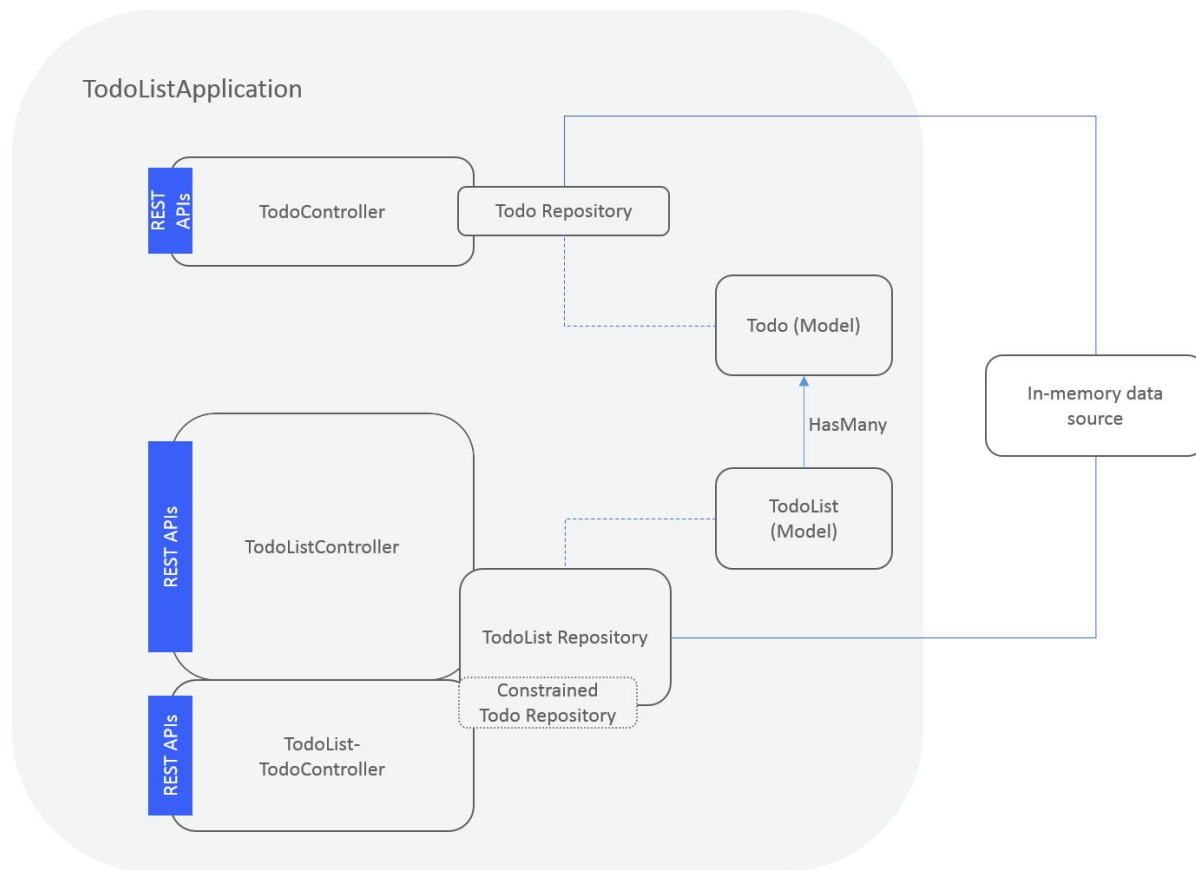 TodoListApplication
REST
APIs
TodoController
Todo Repository
Todo (Model)
In-memory data
source
HasMany
TodoList
(Model)
REST APIs
TodoListController
TodoList Repository
Constrained
Todo Repository
REST APIs
TodoList-
TodoController